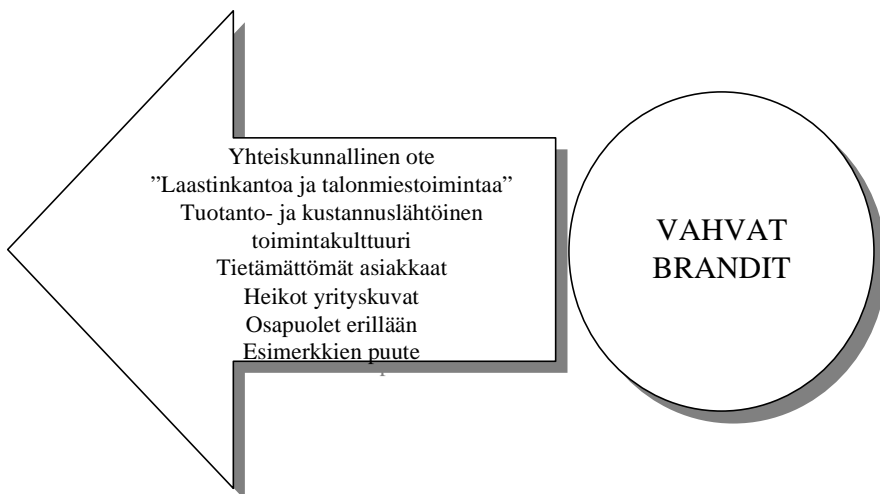 Yhteiskunnallinen ote
”Laastinkantoa ja talonmiestoimintaa”
Tuotanto- ja kustannuslähtöinen
toimintakulttuuri
Tietämättömät asiakkaat
Heikot yrityskuvat
Osapuolet erillään
Esimerkkien puute
VAHVAT
BRANDIT